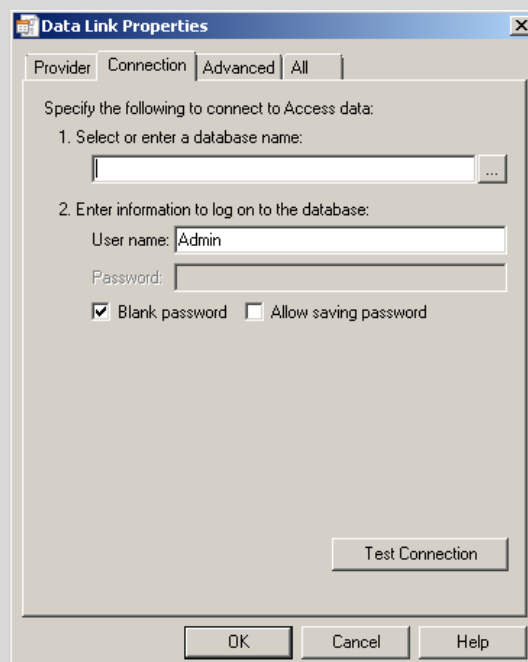 Data Link Properties
Provider Connection Advanced All
Specify the following to connect to Access data:
1. Select or enter a database name:
...
2. Enter information to log on to the database:
User name: Admin
Password:
Blank password Allow saving password
Test Connection
OK Cancel Help